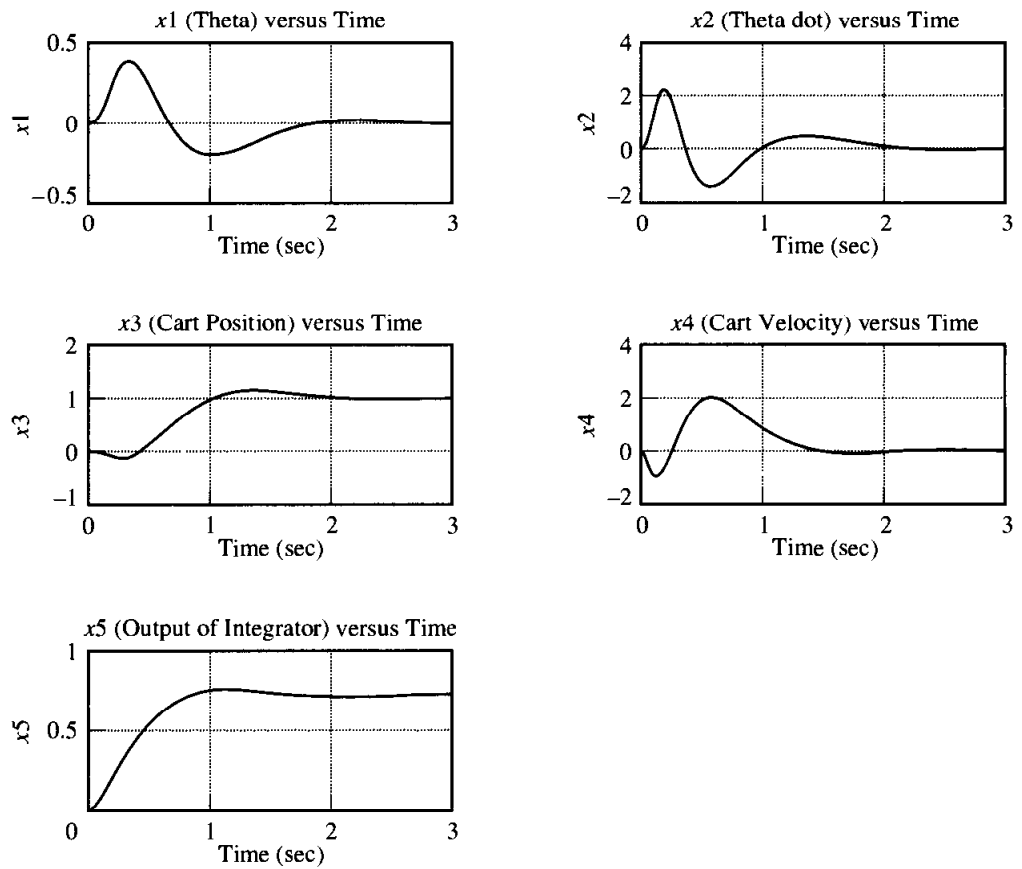 x1 (Theta) versus Time
0.5
0
−0.5
x1
0 1 2 3
Time (sec)
x2 (Theta dot) versus Time
4
2
0
−2
x2
0 1 2 3
Time (sec)
x3 (Cart Position) versus Time
2
1
0
−1
x3
0 1 2 3
Time (sec)
x4 (Cart Velocity) versus Time
4
2
0
−2
x4
0 1 2 3
Time (sec)
x5 (Output of Integrator) versus Time
1
0.5
x5
0 1 2 3
Time (sec)